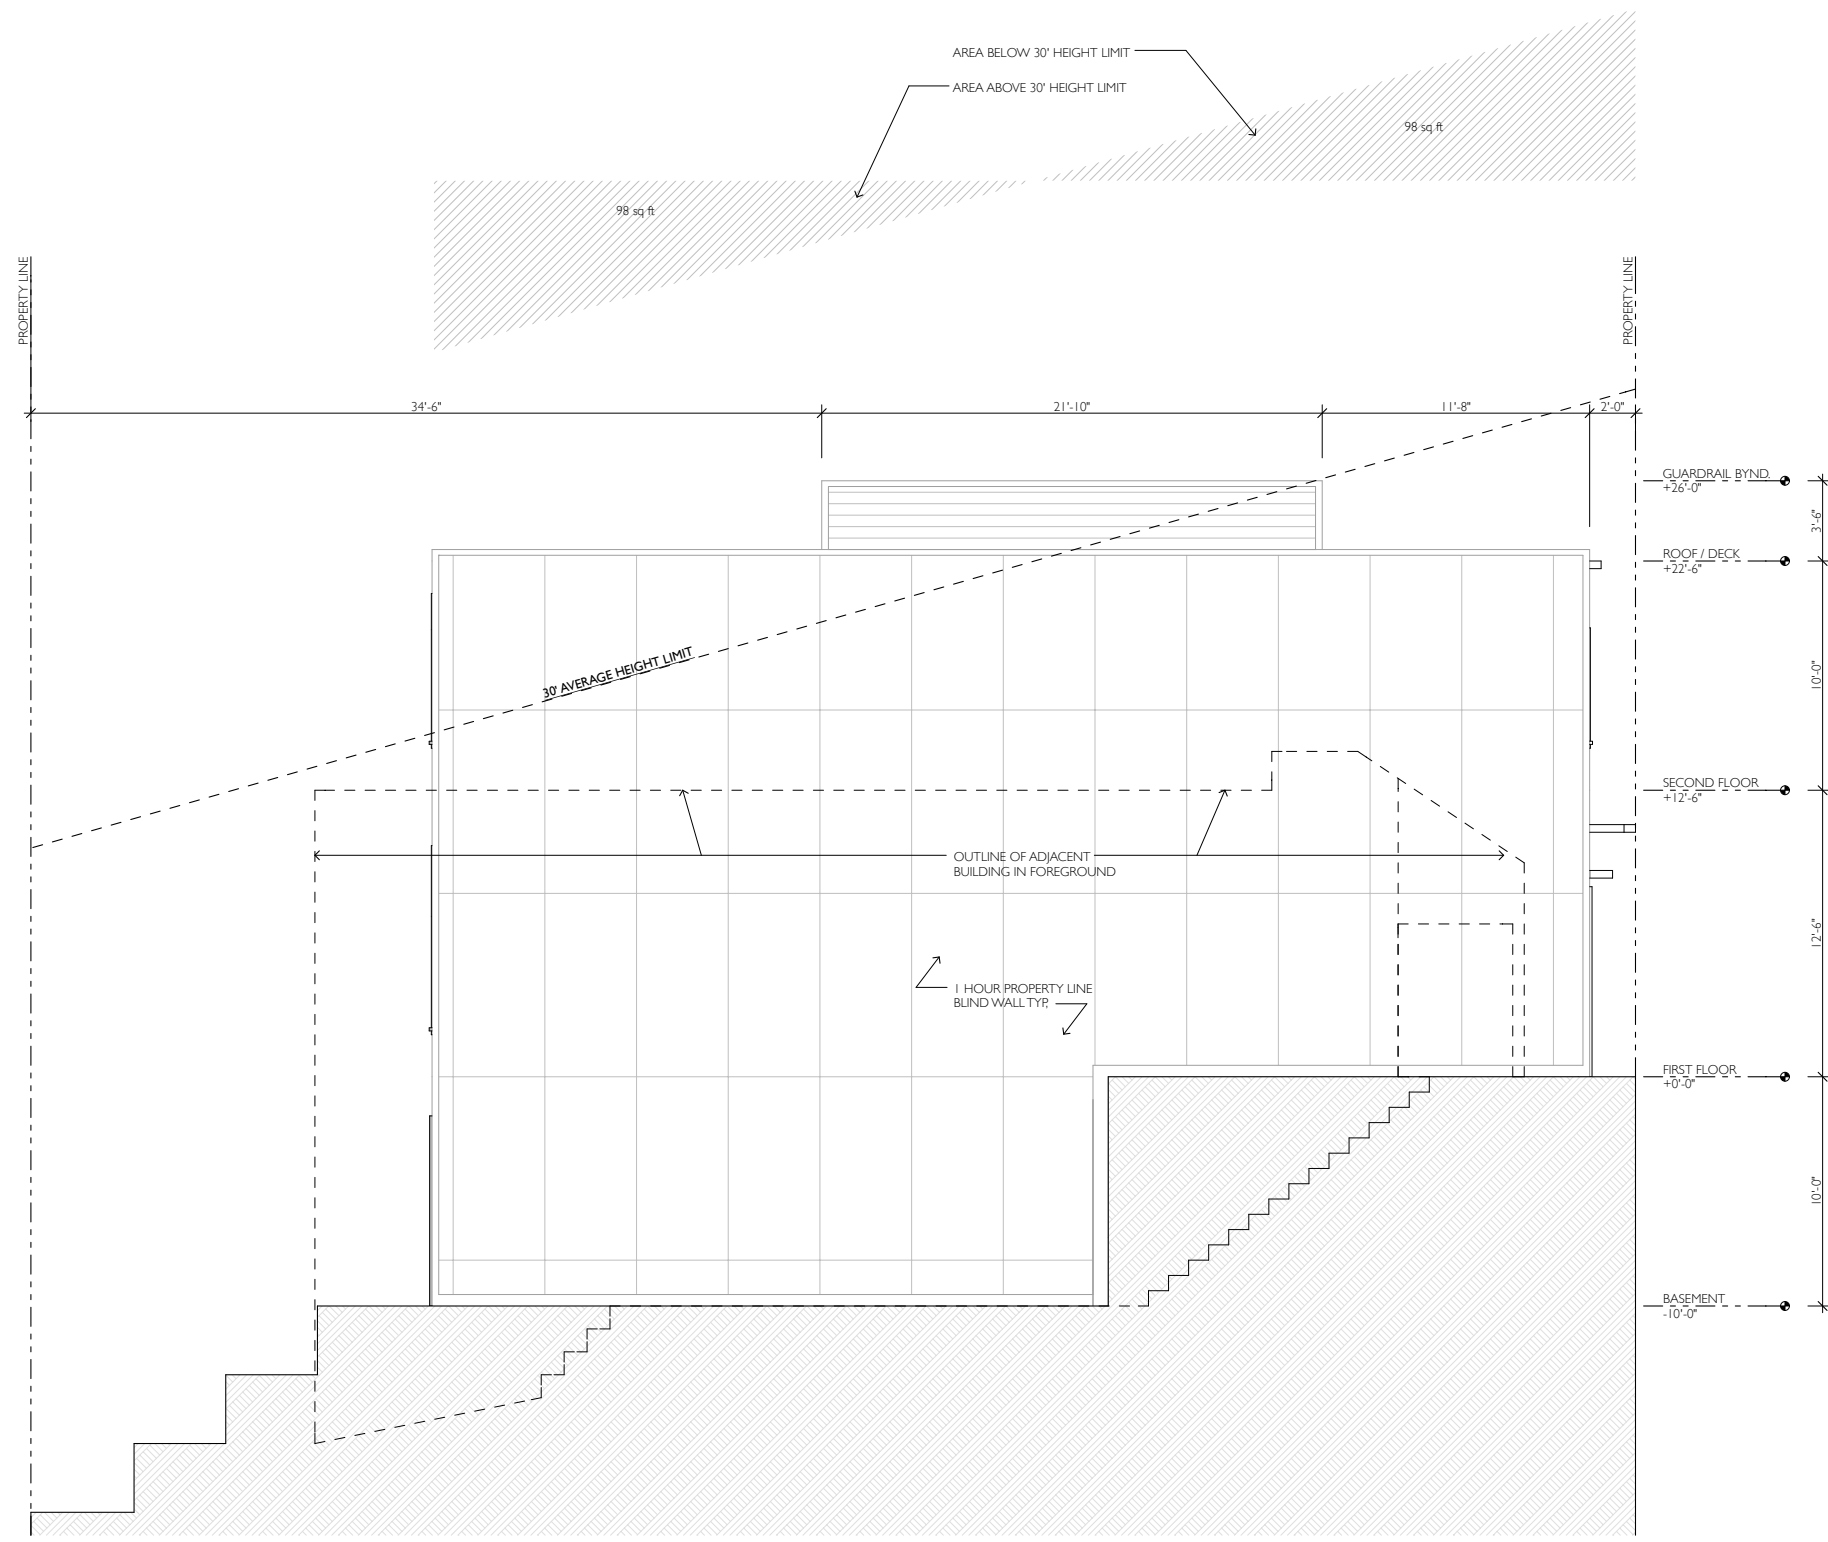 AREA BELOW 30' HEIGHT LIMIT
AREA ABOVE 30' HEIGHT LIMIT
98 sq ft
98 sq ft
PROPERTY LINE
PROPERTY LINE
34'-6"
21'-10"
11'-8"
2'-0"
GUARDRAIL BYND.
+26'-0"
3'-6"
ROOF / DECK
+22'-6"
30' AVERAGE HEIGHT LIMIT
10'-0"
SECOND FLOOR
+12'-6"
OUTLINE OF ADJACENT
BUILDING IN FOREGROUND
12'-6"
1 HOUR PROPERTY LINE
BLIND WALL TYP.
FIRST FLOOR
+0'-0"
10'-0"
BASEMENT
-10'-0"